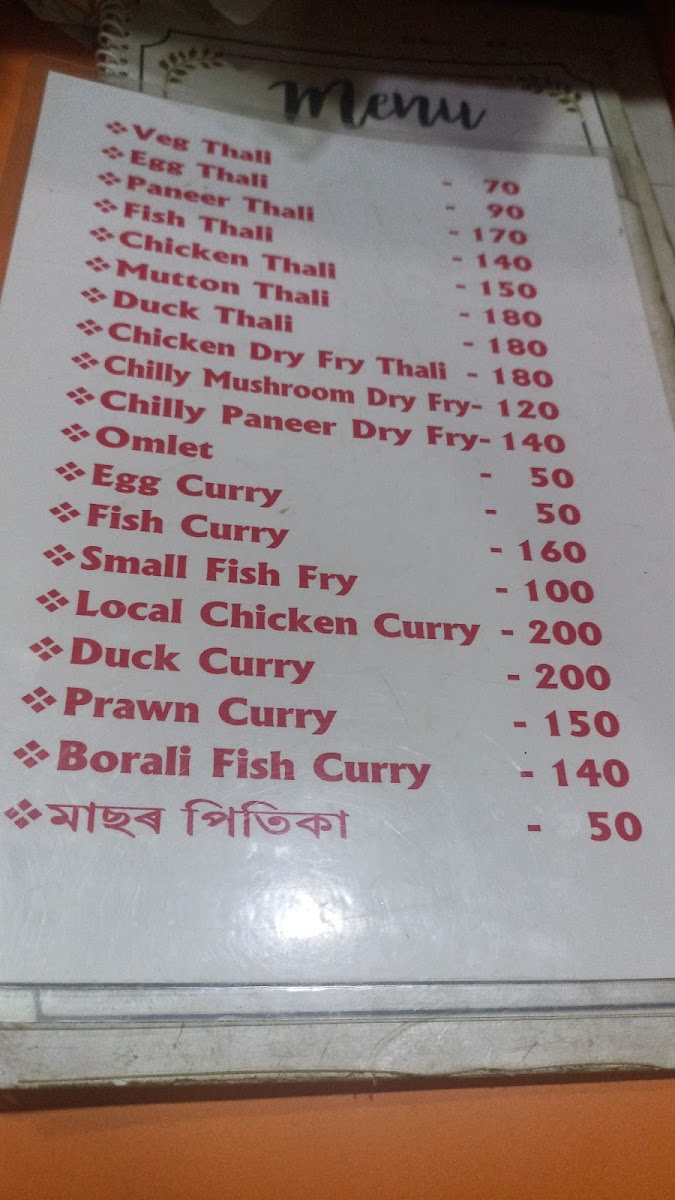 Menu
❖Veg Thali - 70
❖Egg Thali - 90
❖Paneer Thali - 170
❖Fish Thali - 140
❖Chicken Thali - 150
❖Mutton Thali - 180
❖Duck Thali - 180
❖Chicken Dry Fry Thali - 180
❖Chilly Mushroom Dry Fry- 120
❖Chilly Paneer Dry Fry- 140
❖Omlet - 50
❖Egg Curry - 50
❖Fish Curry - 160
❖Small Fish Fry - 100
❖Local Chicken Curry - 200
❖Duck Curry - 200
❖Prawn Curry - 150
❖Borali Fish Curry - 140
❖মাছৰ পিতিকা - 50